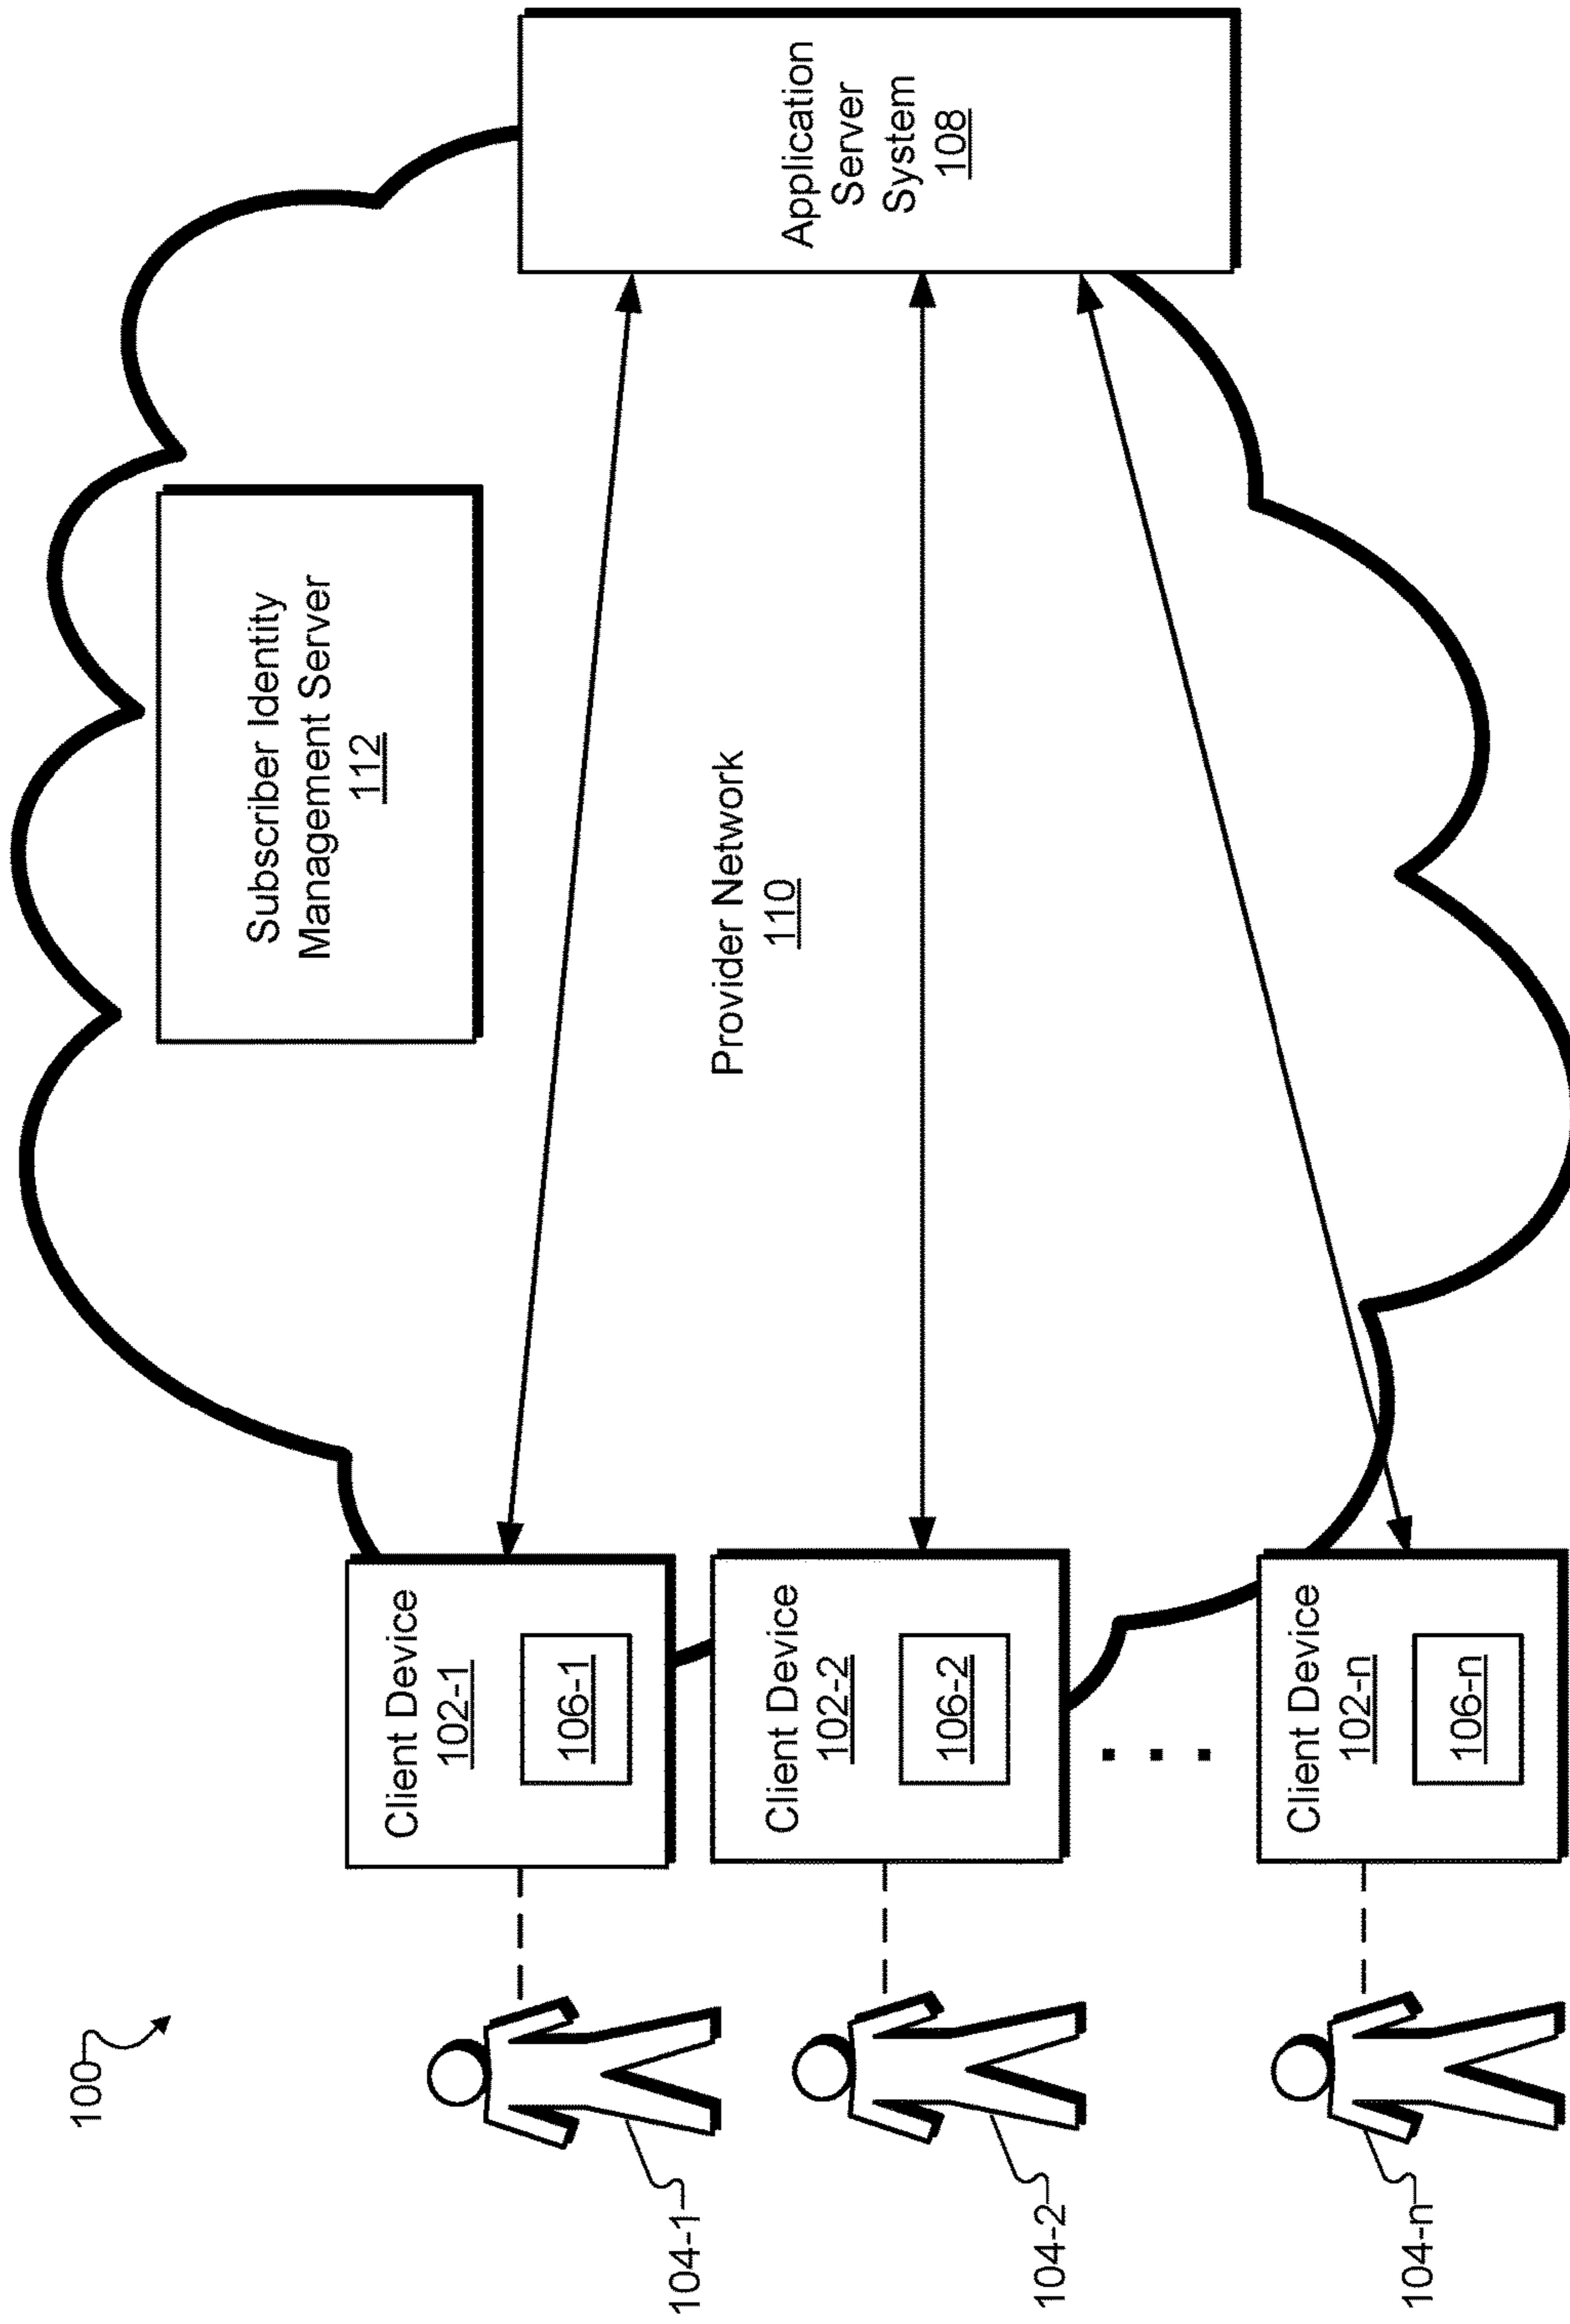 100
Subscriber Identity
Management Server
112
Client Device
102-1
106-1
104-1
Provider Network
110
Application
Server
System
108
Client Device
102-2
106-2
104-2
Client Device
102-n
106-n
104-n